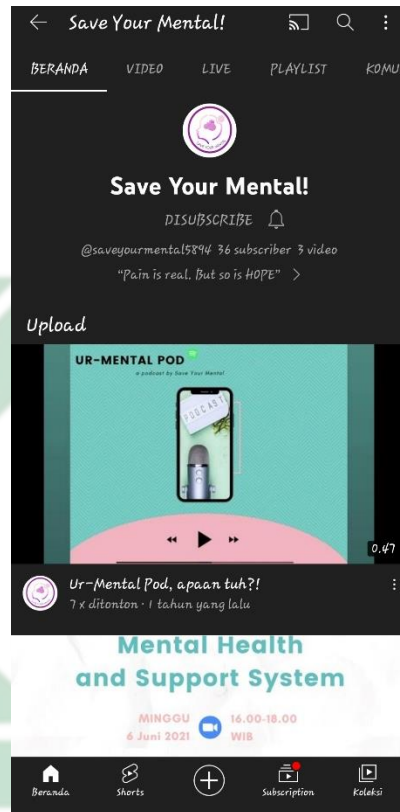 Save Your Mental!
BERANDA VIDEO LIVE PLAYLIST KOMU
Save Your Mental!
DISUBSCRIBE
@saveyourmental5894 36 subscriber 3 video
“Pain is real. But so is HOPE”
Upload
UR-MENTAL POD
a podcast by Save Your Mental
PODCAST
0.47
Ur-Mental Pod, apaan tuh?!
7 x ditonton · 1 tahun yang lalu
Mental Health
and Support System
MINGGU 16.00-18.00
6 Juni 2021 WIB
Beranda Shorts Subscription Koleksi